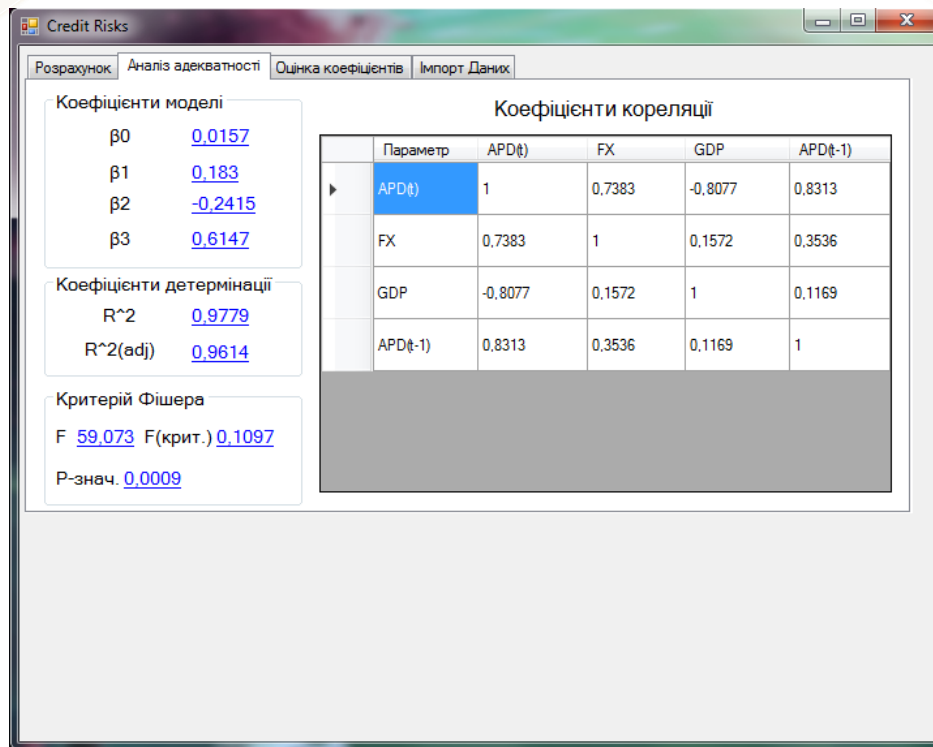 Credit Risks
Розрахунок Аналіз адекватності Оцінка коефіцієнтів Імпорт Даних
Коефіцієнти моделі
β0 0,0157
β1 0,183
β2 -0,2415
β3 0,6147
Коефіцієнти детермінації
R^2 0,9779
R^2(adj) 0,9614
Критерій Фішера
F 59,073 F(крит.) 0,1097
Р-знач. 0,0009
Коефіцієнти кореляції
Параметр APD(t) FX GDP APD(t-1)
APD(t) 1 0,7383 -0,8077 0,8313
FX 0,7383 1 0,1572 0,3536
GDP -0,8077 0,1572 1 0,1169
APD(t-1) 0,8313 0,3536 0,1169 1